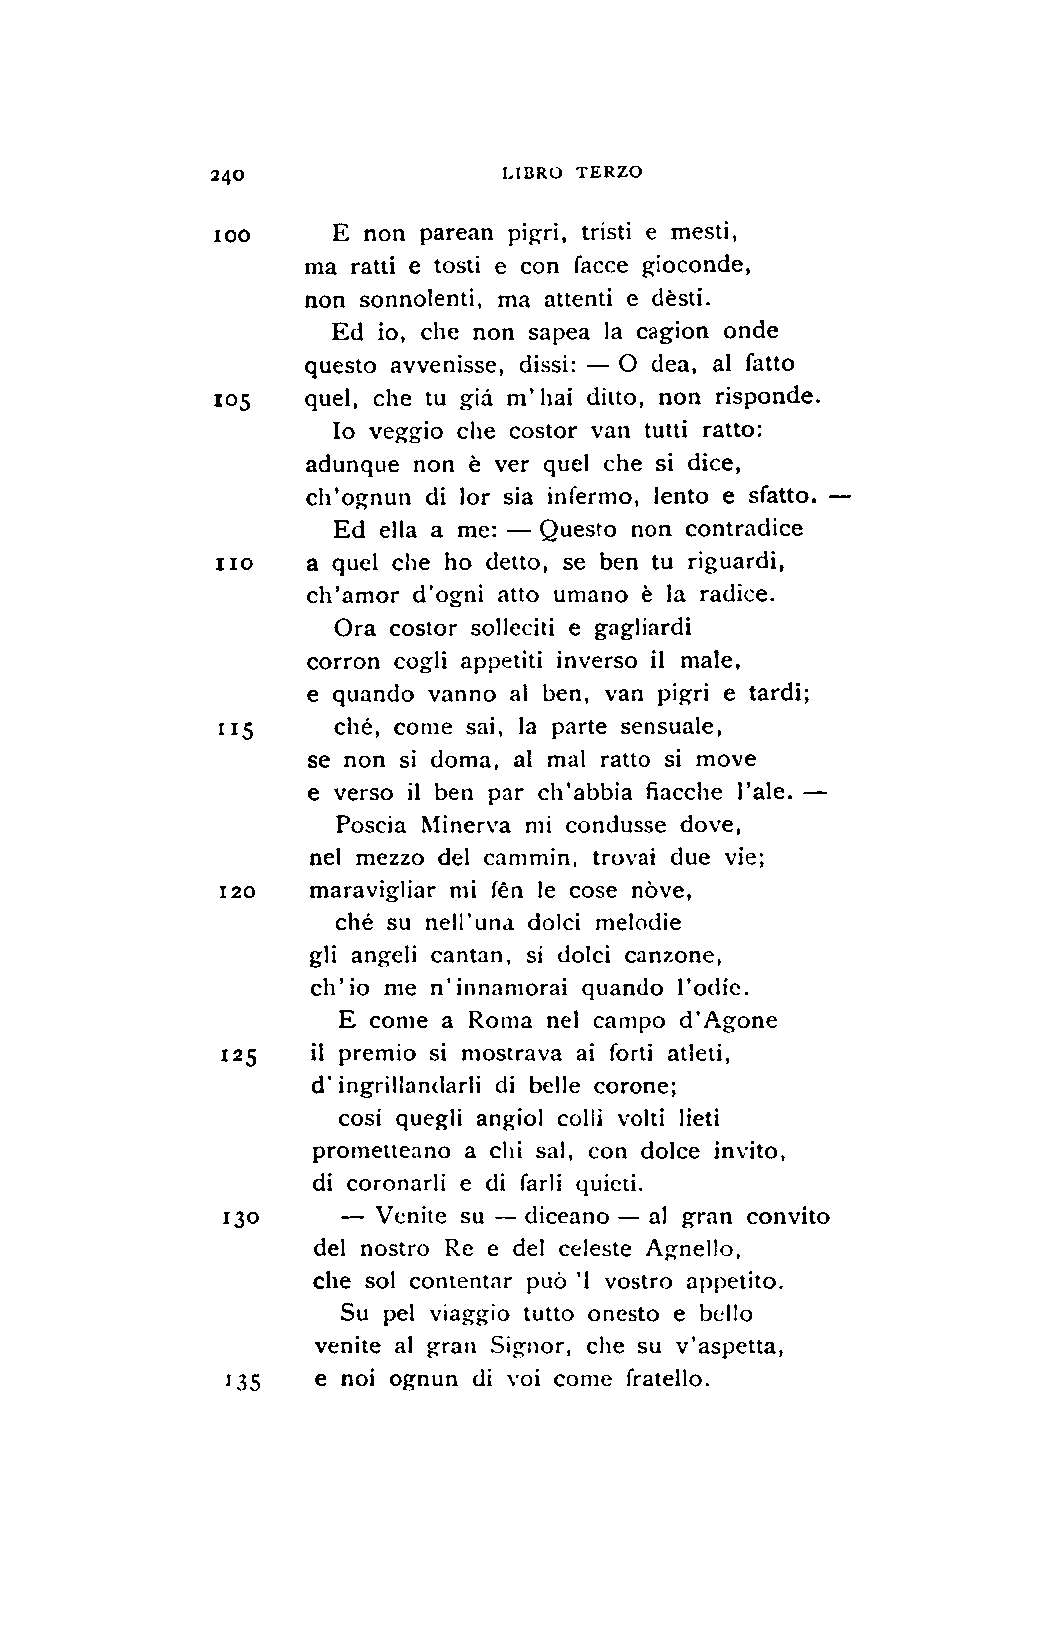 240 LIBRO TERZO
100 E non parean pigri, tristi e mesti,
ma ratti e tosti e con facce gioconde,
non sonnolenti, ma attenti e dèsti.
Ed io, che non sapea la cagion onde
questo avvenisse, dissi: — O dea, al fatto
105 quel, che tu giá m'hai ditto, non risponde.
Io veggio che costor van tutti ratto:
adunque non è ver quel che si dice,
ch'ognun di lor sia infermo, lento e sfatto. —
Ed ella a me: — Questo non contradice
110 a quel che ho detto, se ben tu riguardi,
ch'amor d'ogni atto umano è la radice.
Ora costor solleciti e gagliardi
corron cogli appetiti inverso il male,
e quando vanno al ben, van pigri e tardi;
115 ché, come sai, la parte sensuale,
se non si doma, al mal ratto si move
e verso il ben par ch'abbia fiacche l'ale. —
Poscia Minerva mi condusse dove,
nel mezzo del cammin, trovai due vie;
120 maravigliar mi fên le cose nòve,
ché su nell'una dolci melodie
gli angeli cantan, sí dolci canzone,
ch'io me n'innamorai quando l'odíe.
E come a Roma nel campo d'Agone
125 il premio si mostrava ai forti atleti,
d'ingrillandarli di belle corone;
cosí quegli angiol colli volti lieti
prometteano a chi sal, con dolce invito,
di coronarli e di farli quieti.
130 — Venite su — diceano — al gran convito
del nostro Re e del celeste Agnello,
che sol contentar può 'l vostro appetito.
Su pel viaggio tutto onesto e bello
venite al gran Signor, che su v'aspetta,
135 e noi ognun di voi come fratello.